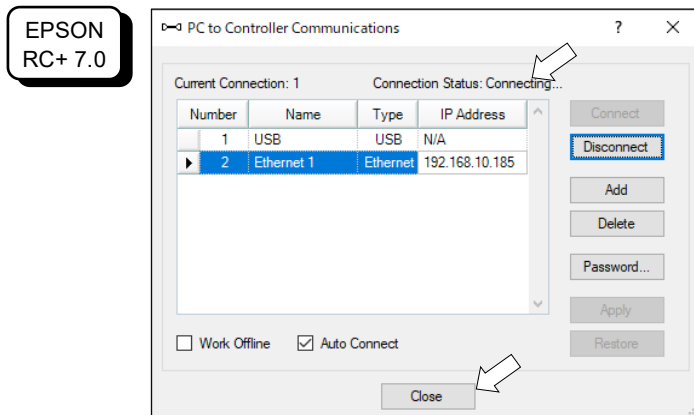 EPSON
RC+ 7.0
PC to Controller Communications
?
Current Connection: 1
Connection Status: Connecting...
Number Name Type IP Address
1 USB USB N/A
2 Ethernet 1 Ethernet 192.168.10.185
Connect
Disconnect
Add
Delete
Password...
Apply
Restore
Work Offline
Auto Connect
Close